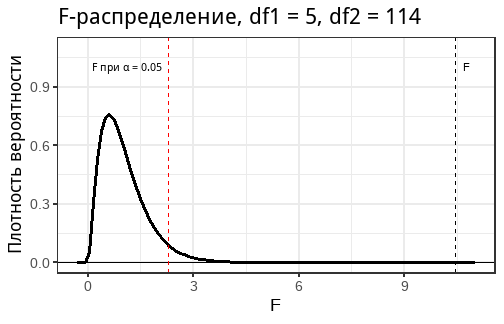 F-распределение, df1 = 5, df2 = 114
Плотность вероятности
0.9
0.6
0.3
0.0
F при α = 0.05
F
0
3
6
9
F